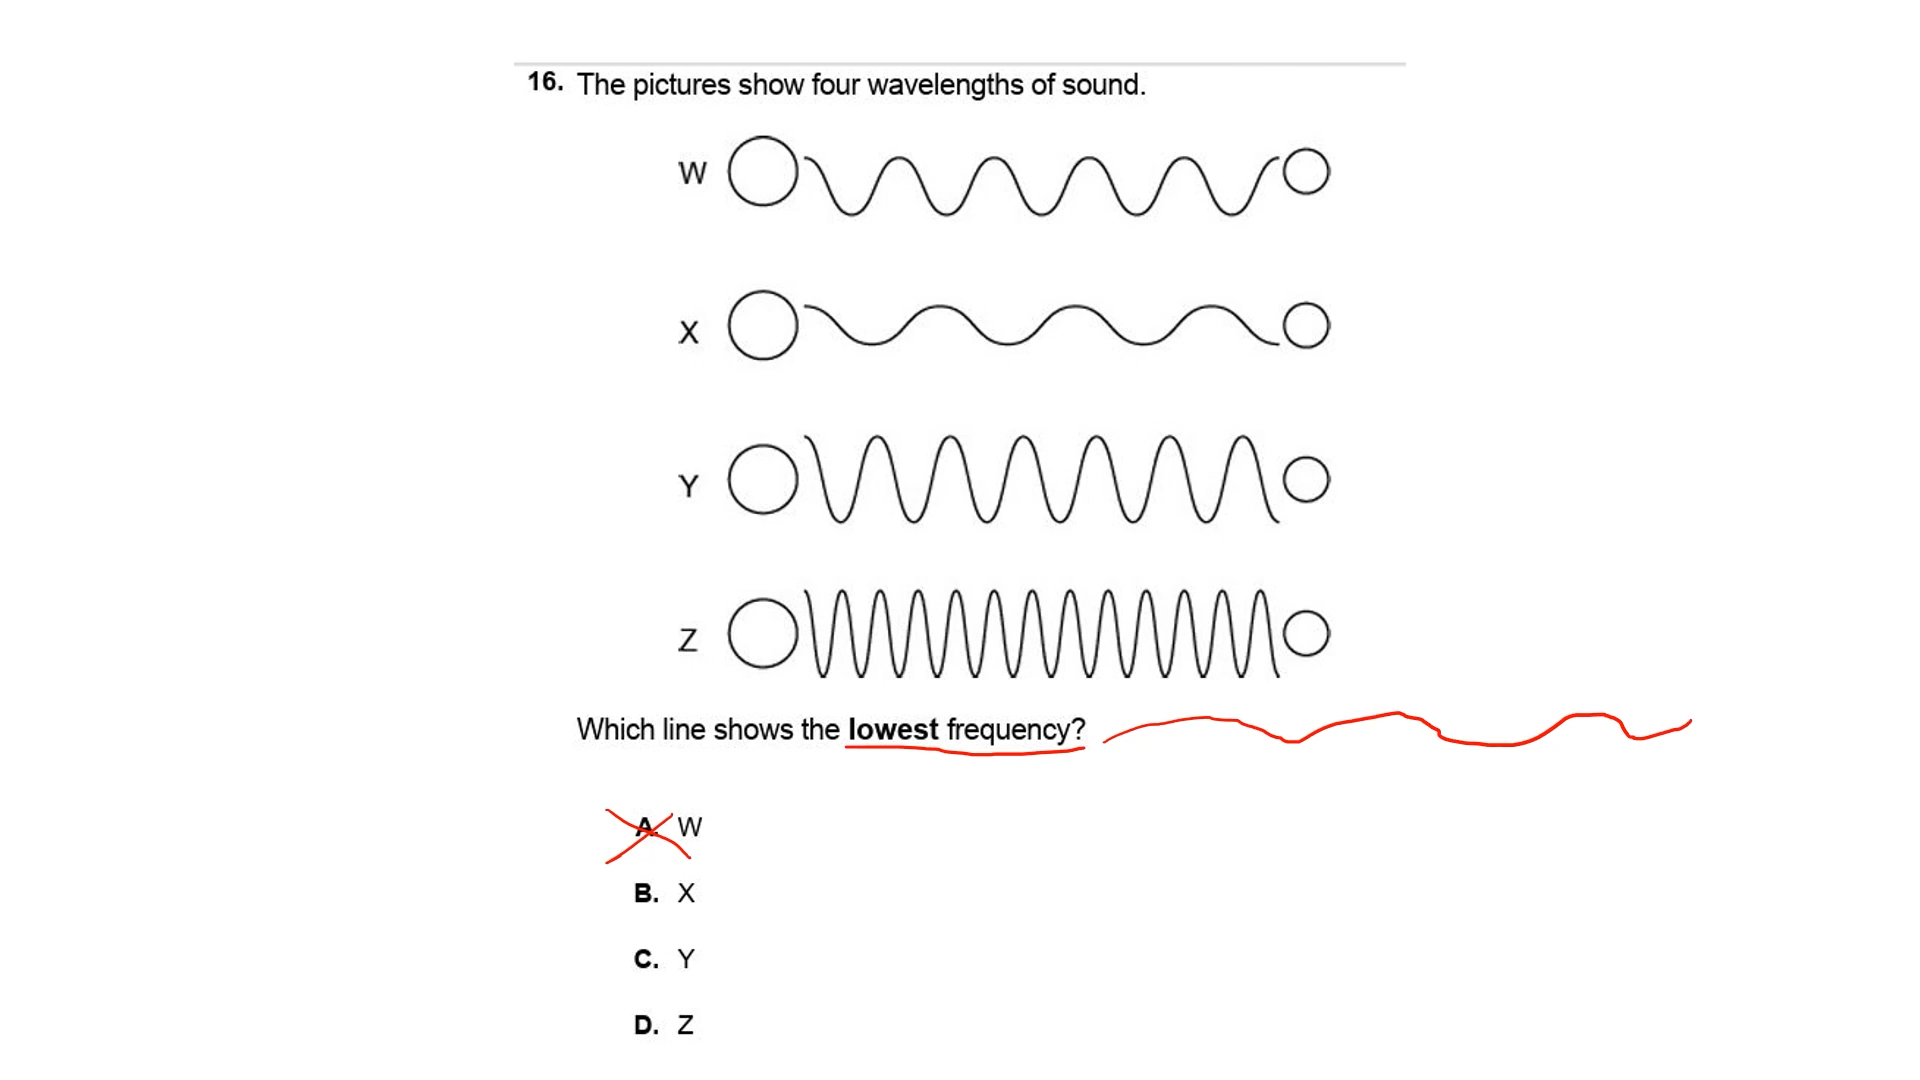 16. The pictures show four wavelengths of sound.
W
X
Y
Z
Which line shows the lowest frequency?
A. W
B. X
C. Y
D. Z